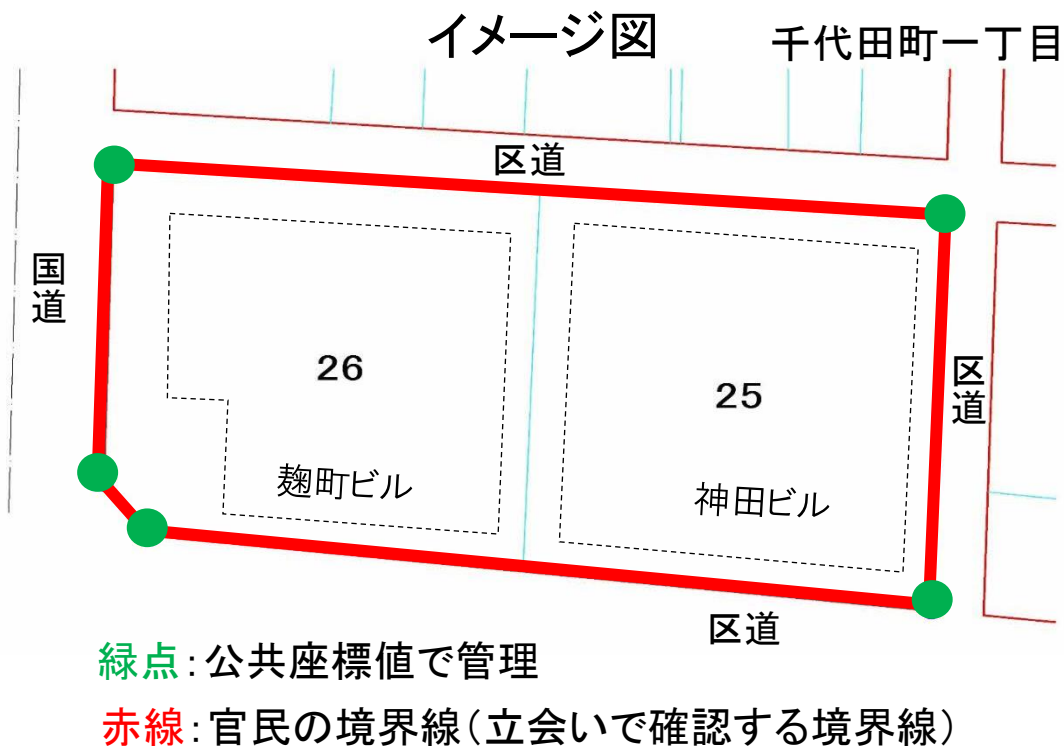 イメージ図
千代田町一丁目
区道
国道
26
25
区道
麹町ビル
神田ビル
区道
緑点：公共座標値で管理
赤線：官民の境界線（立会いで確認する境界線）